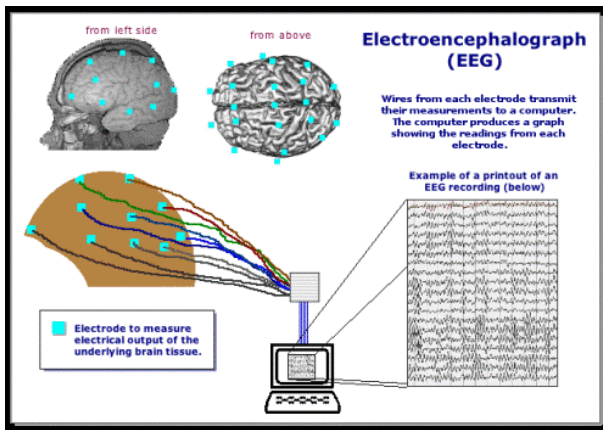 from left side
from above
Electroencephalograph
(EEG)
Wires from each electrode transmit
their measurements to a computer.
The computer produces a graph
showing the readings from each
electrode.
Example of a printout of an
EEG recording (below)
Electrode to measure
electrical output of the
underlying brain tissue.